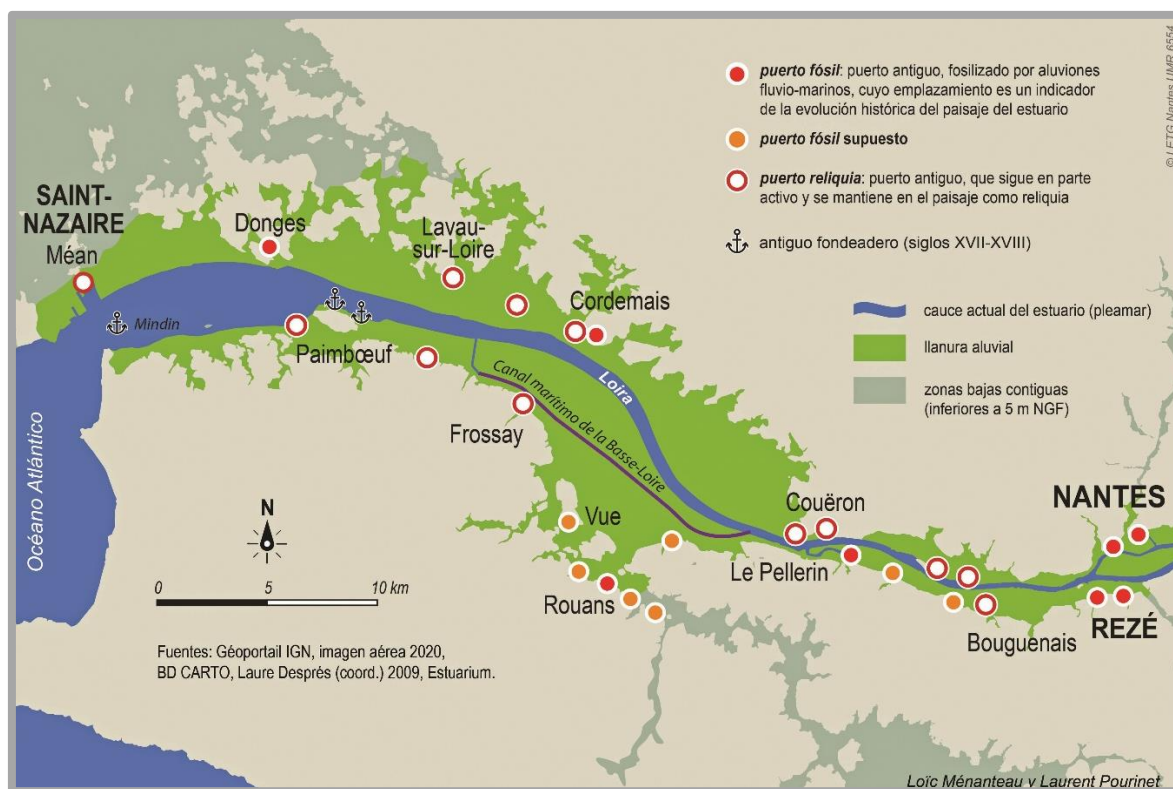 puerto fósil: puerto antiguo, fosilizado por aluviones
fluvio-marinos, cuyo emplazamiento es un indicador
de la evolución histórica del paisaje del estuario
puerto fósil supuesto
puerto reliquia: puerto antiguo, que sigue en parte
activo y se mantiene en el paisaje como reliquia
antiguo fondeadero (siglos XVII-XVIII)
cauce actual del estuario (pleamar)
llanura aluvial
zonas bajas contiguas
(inferiores a 5 m NGF)
© LETG Nantes UMR 6554
SAINT-
NAZAIRE
Méan
Donges
Lavau-
sur-Loire
Cordemais
Mindin
Paimbœuf
Loira
Canal marítimo de la Basse-Loire
Frossay
Océano Atlántico
Vue
Rouans
Couëron
Le Pellerin
NANTES
Bouguenais
REZÉ
N
0 5 10 km
Fuentes: Géoportail IGN, imagen aérea 2020,
BD CARTO, Laure Després (coord.) 2009, Estuarium.
Loïc Ménanteau y Laurent Pourinet